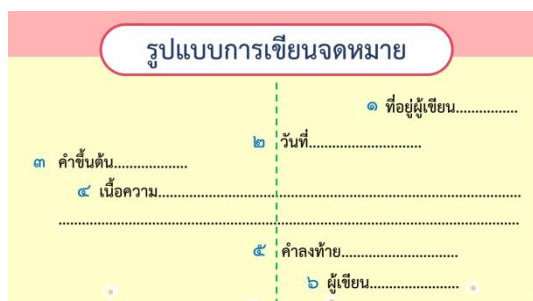 รูปแบบการเขียนจดหมาย
๑ ที่อยู่ผู้เขียน................
๒ วันที่.............................
๓ คำขึ้นต้น...................
๔ เนื้อความ..............................................................................................
.......................................................................................................................
๕ คำลงท้าย..............................
๖ ผู้เขียน.......................